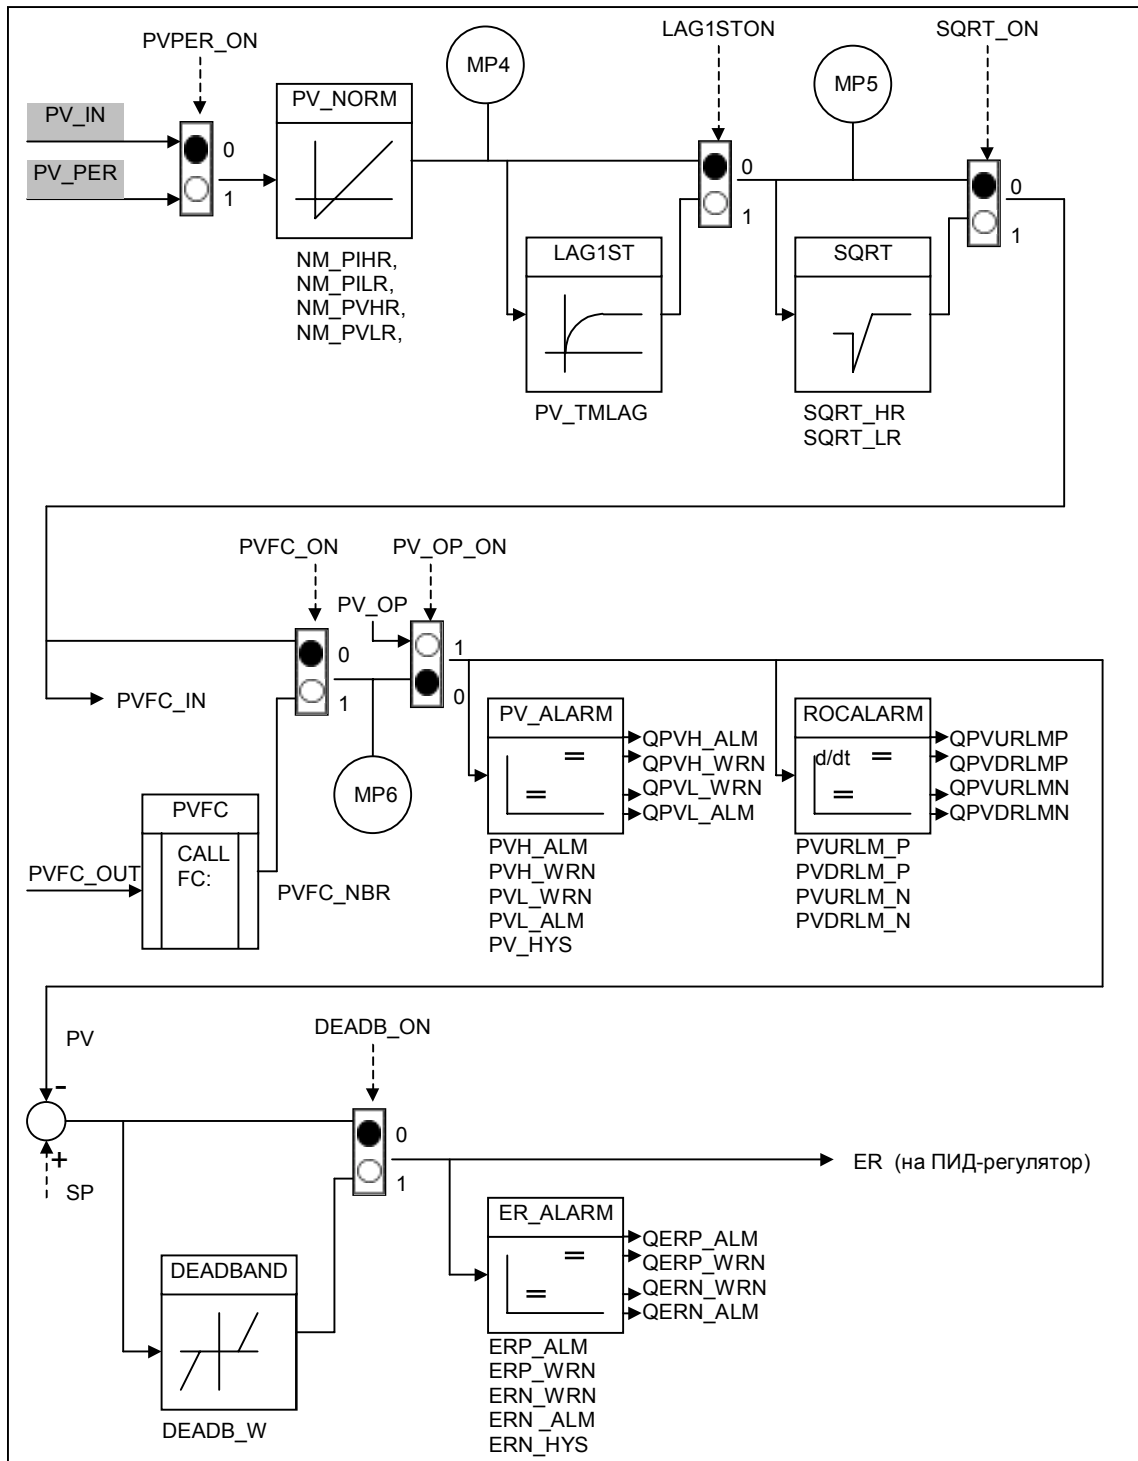 PVPER_ON
LAG1STON
SQRT_ON
MP4
MP5
PV_IN
PV_NORM
0
PV_PER
1
0
1
0
1
NM_PIHR,
NM_PILR,
NM_PVHR,
NM_PVLR,
LAG1ST
SQRT
PV_TMLAG
SQRT_HR
SQRT_LR
PVFC_ON
PV_OP_ON
PV_OP
0
1
1
0
PVFC_IN
MP6
PV_ALARM
QPVH_ALM
QPVH_WRN
QPVL_WRN
QPVL_ALM
PVH_ALM
PVH_WRN
PVL_WRN
PVL_ALM
PV_HYS
ROCALARM
d/dt
QPVURLMP
QPVDRLMP
QPVURLMN
QPVDRLMN
PVURLM_P
PVDRLM_P
PVURLM_N
PVDRLM_N
PVFC
CALL
FC:
PVFC_OUT
PVFC_NBR
PV
DEADB_ON
-
+
SP
0
1
ER (на ПИД-регулятор)
ER_ALARM
QERP_ALM
QERP_WRN
QERN_WRN
QERN_ALM
ERP_ALM
ERP_WRN
ERN_WRN
ERN _ALM
ERN_HYS
DEADBAND
DEADB_W